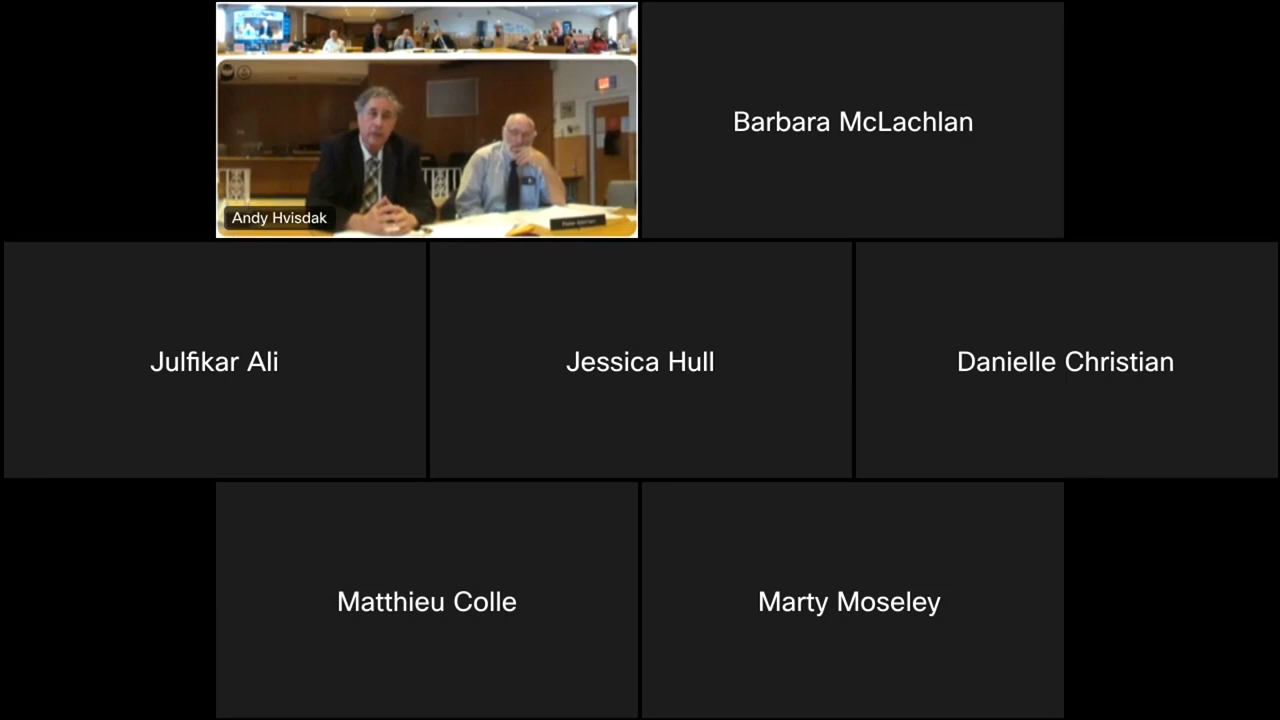 Barbara McLachlan
Andy Hvisdak
Julfikar Ali
Jessica Hull
Danielle Christian
Matthieu Colle
Marty Moseley